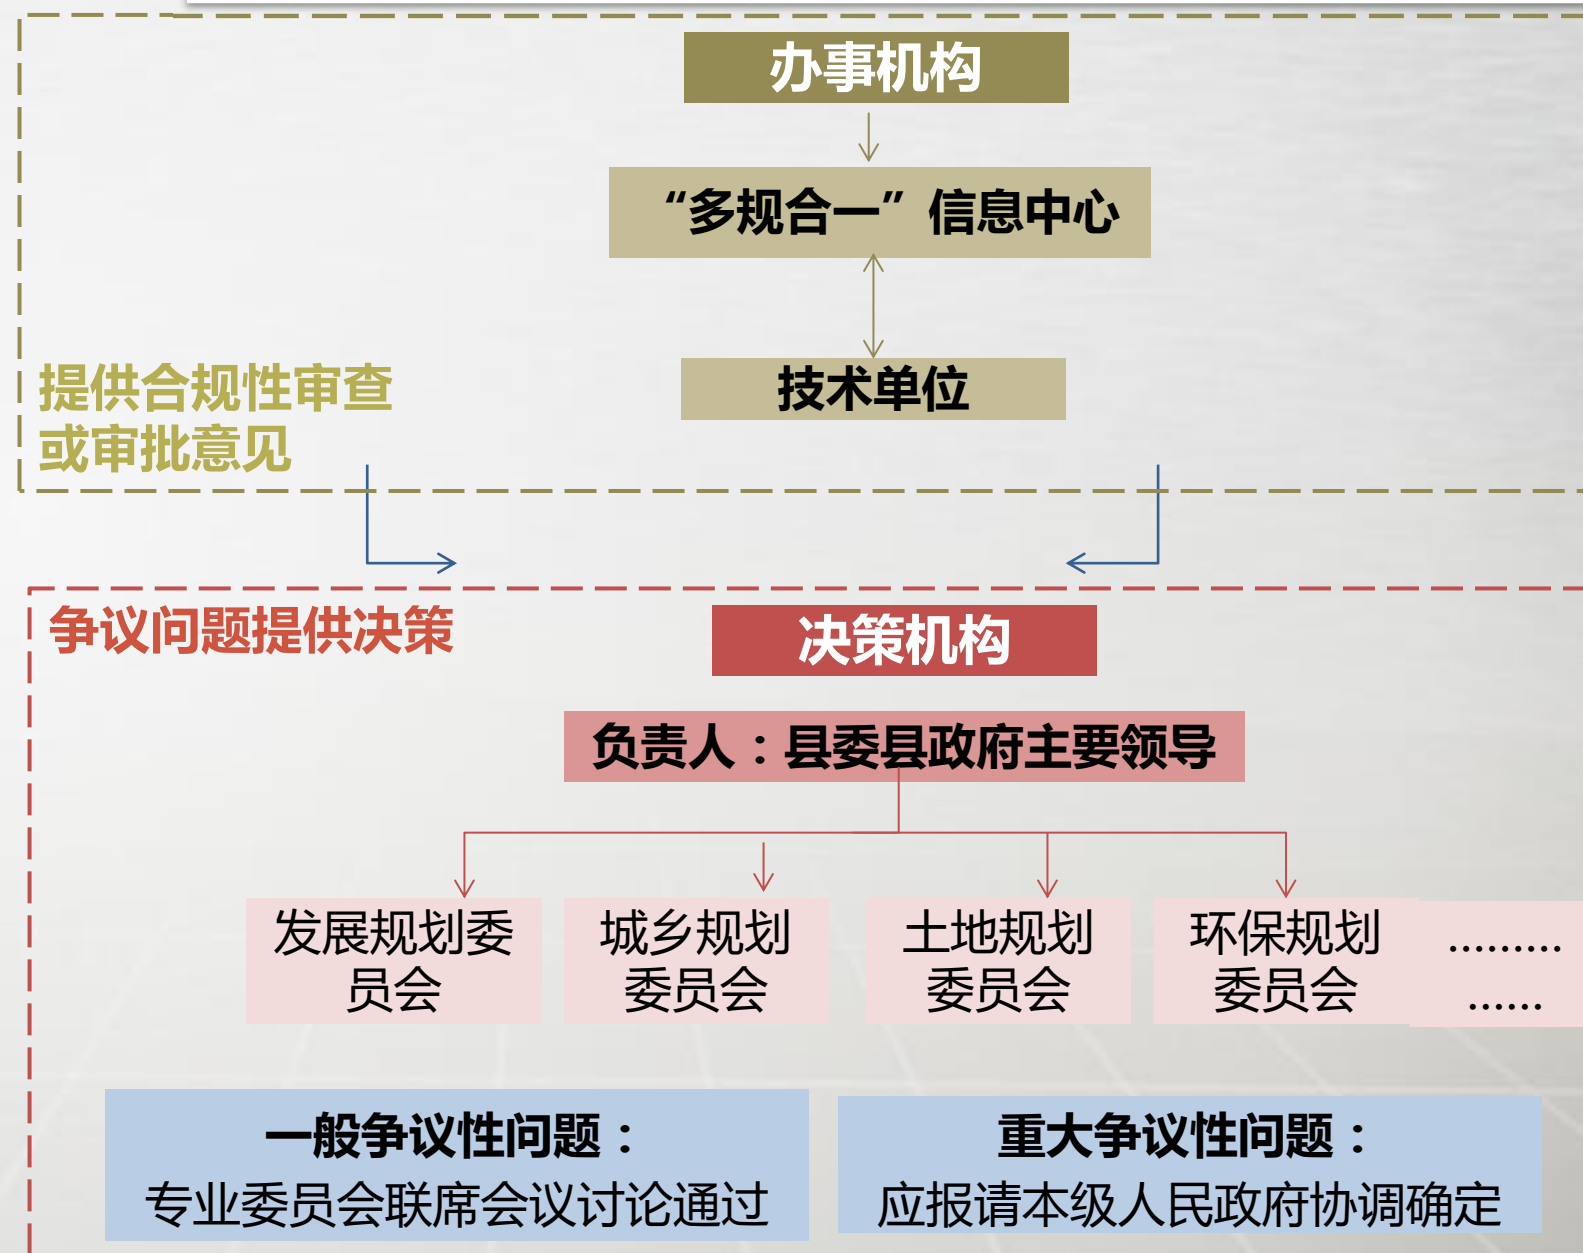 办事机构
“多规合一”信息中心
技术单位
提供合规性审查
或审批意见
争议问题提供决策
决策机构
负责人：县委县政府主要领导
发展规划委
员会
城乡规划
委员会
土地规划
委员会
环保规划
委员会
………
……
一般争议性问题：
专业委员会联席会议讨论通过
重大争议性问题：
应报请本级人民政府协调确定